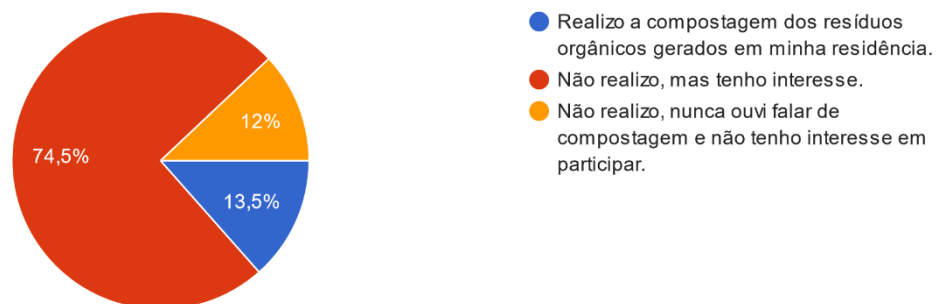 74,5%
12%
13,5%
Realizo a compostagem dos resíduos
orgânicos gerados em minha residência.
Não realizo, mas tenho interesse.
Não realizo, nunca ouvi falar de
compostagem e não tenho interesse em
participar.